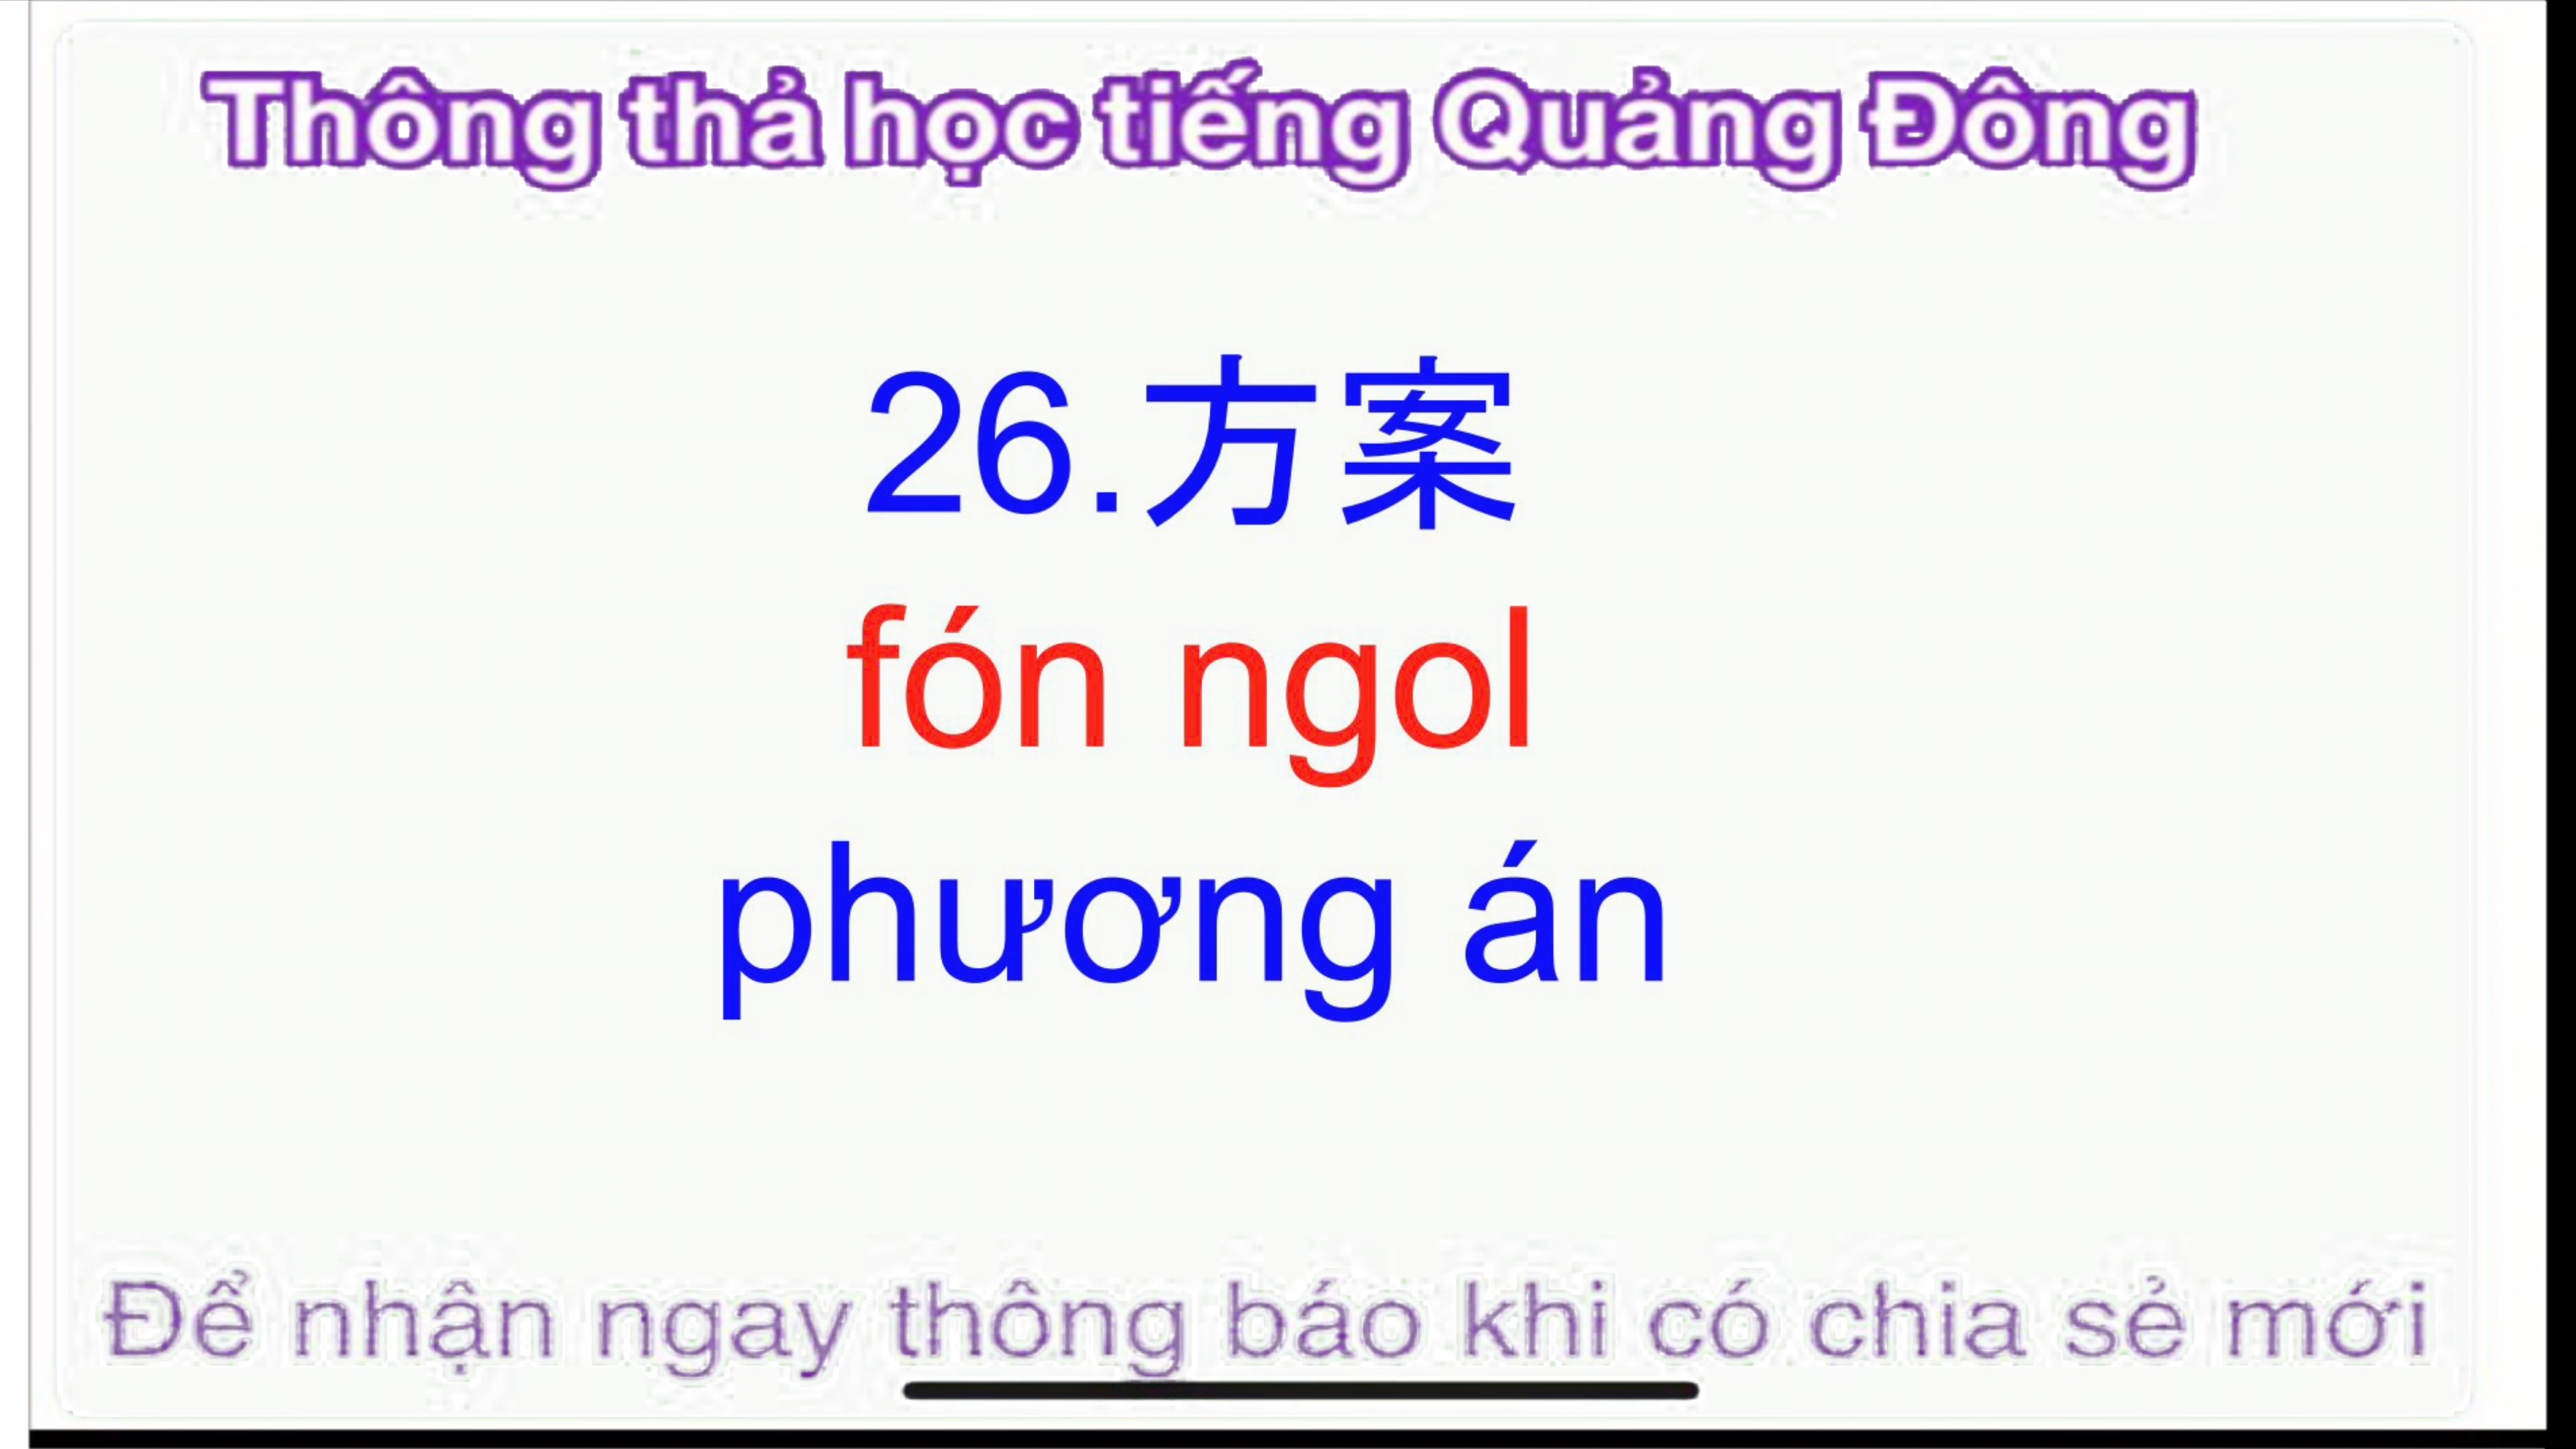 Thông thả học tiếng Quảng Đông
26.方案
fón ngol
phương án
Để nhận ngay thông báo khi có chia sẻ mới